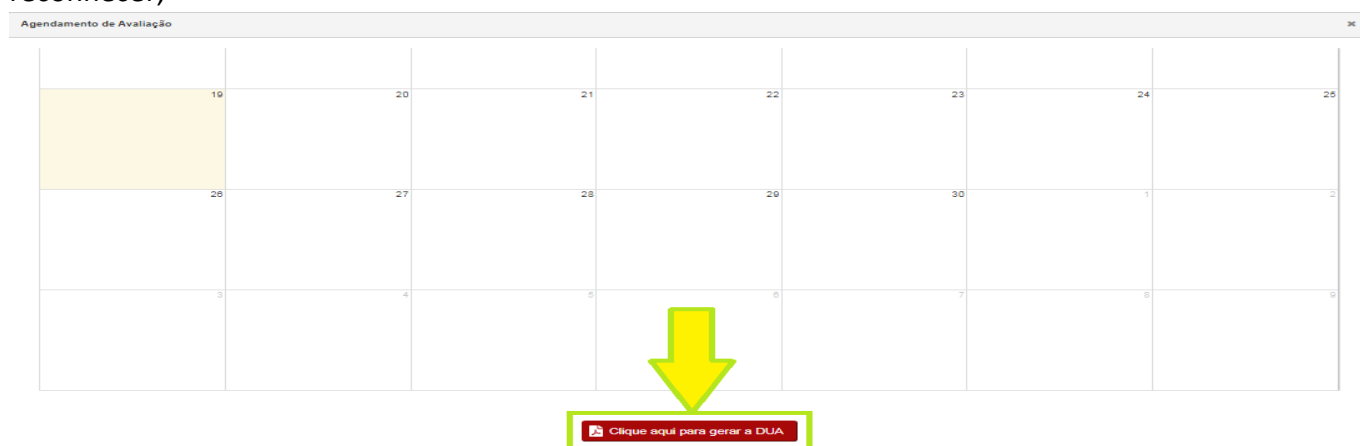 reconhecer)
Agendamento de Avaliação ×
19 20 21 22 23 24 25
26 27 28 29 30 1 2
3 4 5 6 7 8 9
Clique aqui para gerar a DUA